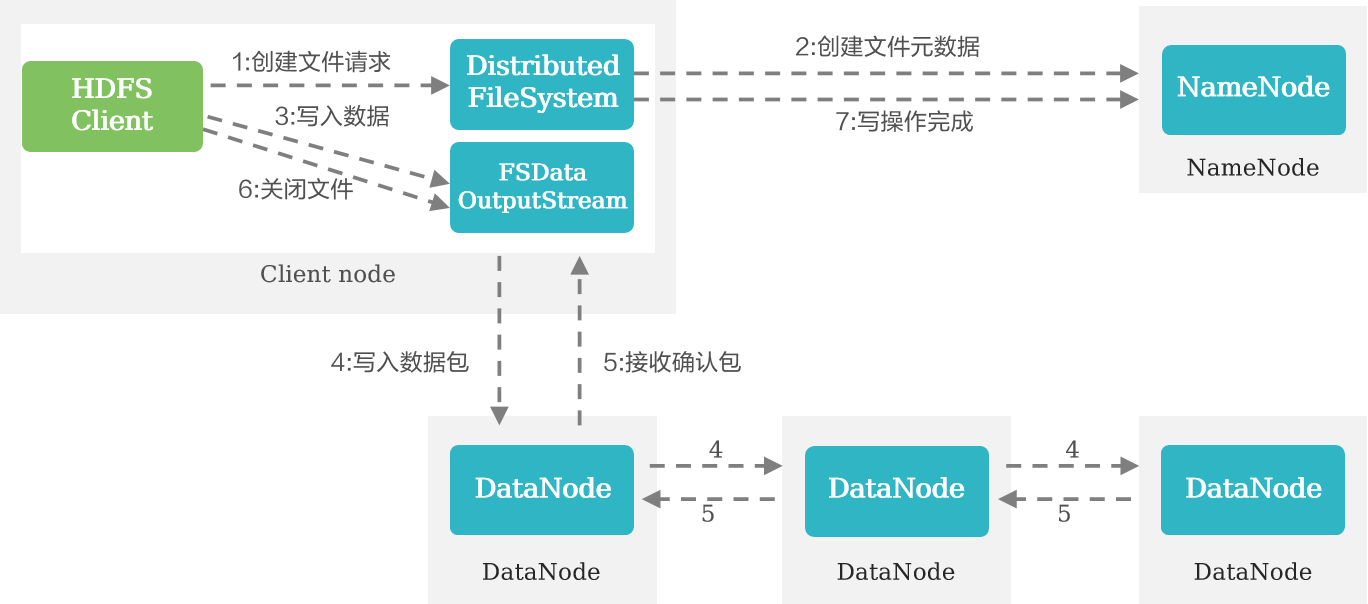 1:创建文件请求
HDFS
Client
Distributed
FileSystem
2:创建文件元数据
7:写操作完成
NameNode
NameNode
3:写入数据
6:关闭文件
FSData
OutputStream
Client node
4:写入数据包
5:接收确认包
DataNode
DataNode
4
5
DataNode
DataNode
4
5
DataNode
DataNode